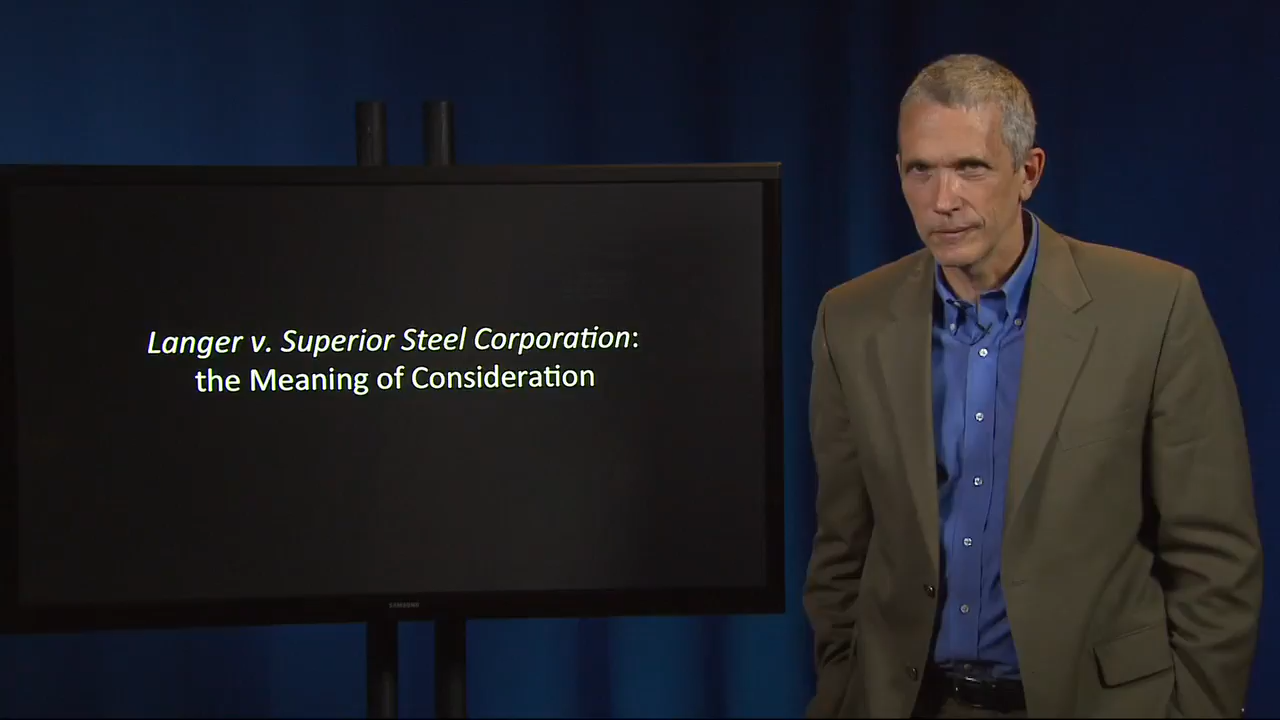 Langer v. Superior Steel Corporation:
the Meaning of Consideration
SAMSUNG